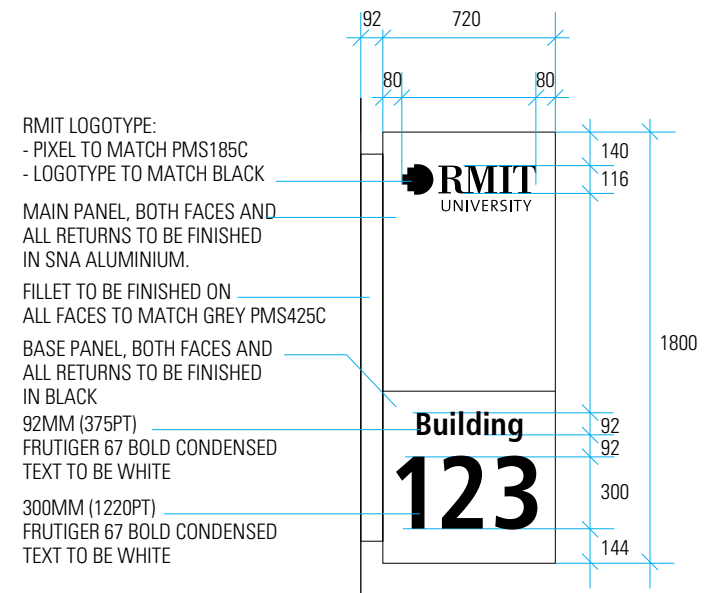 92
720
80
80
RMIT LOGOTYPE:
- PIXEL TO MATCH PMS185C
- LOGOTYPE TO MATCH BLACK
RMIT
UNIVERSITY
140
116
MAIN PANEL, BOTH FACES AND
ALL RETURNS TO BE FINISHED
IN SNA ALUMINIUM.
FILLET TO BE FINISHED ON
ALL FACES TO MATCH GREY PMS425C
1800
BASE PANEL, BOTH FACES AND
ALL RETURNS TO BE FINISHED
IN BLACK
92MM (375PT)
FRUTIGER 67 BOLD CONDENSED
TEXT TO BE WHITE
Building
92
92
123
300
300MM (1220PT)
FRUTIGER 67 BOLD CONDENSED
TEXT TO BE WHITE
144